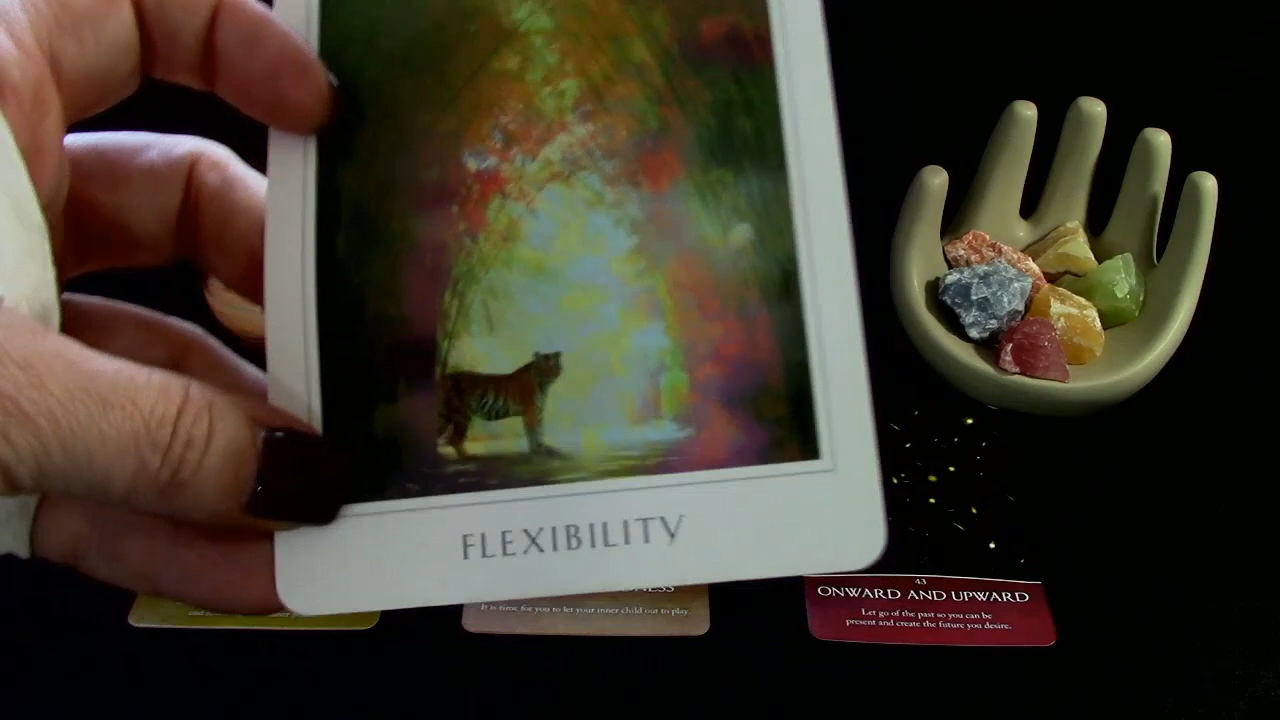 FLEXIBILITY
It is time for you to let your inner child out to play
43
ONWARD AND UPWARD
Let go of the past so you can be
present and create the future you desire.